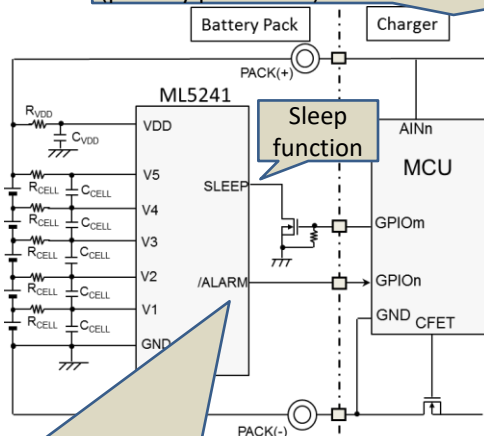 Battery Pack
Charger
PACK(+)
ML5241
RVDD
CVDD
VDD
Sleep
function
AINn
MCU
V5
RCELL
CCELL
SLEEP
V4
RCELL
CCELL
GPIOm
V3
RCELL
CCELL
V2
RCELL
CCELL
/ALARM
GPIOn
V1
RCELL
CCELL
GND
GND
CFET
PACK(-)